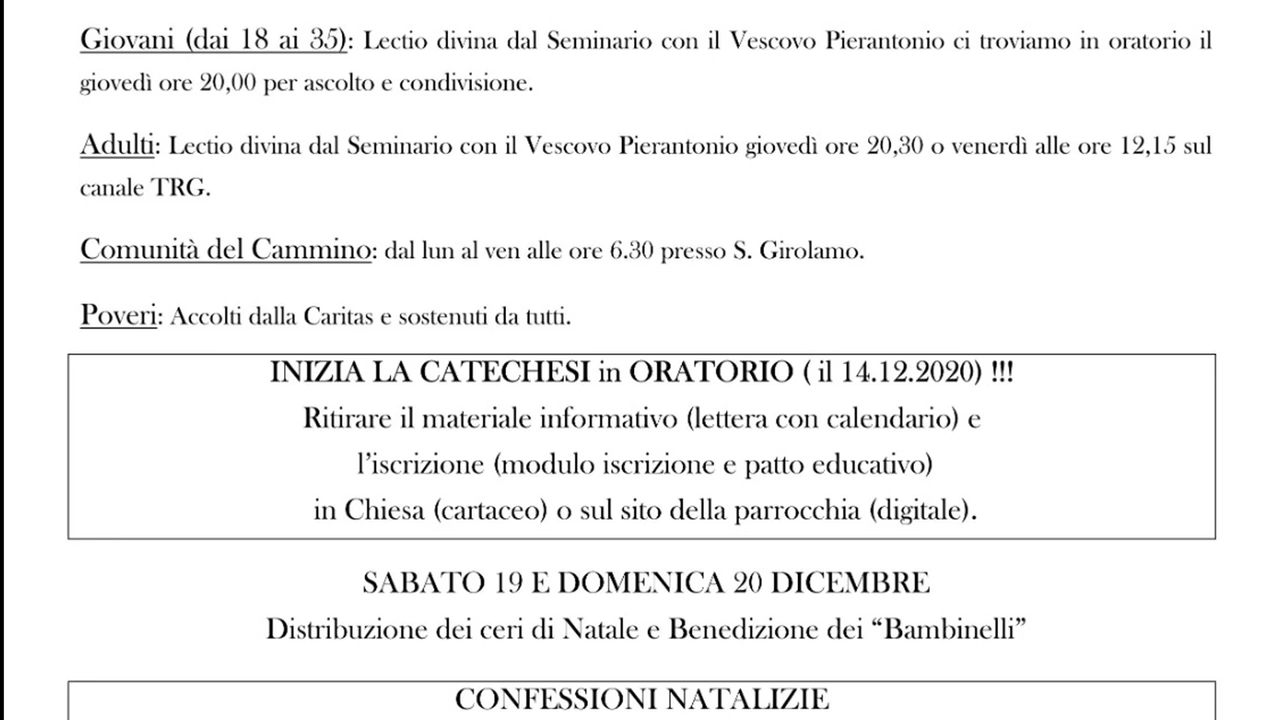 Giovani (dai 18 ai 35): Lectio divina dal Seminario con il Vescovo Pierantonio ci troviamo in oratorio il
giovedì ore 20,00 per ascolto e condivisione.
Adulti: Lectio divina dal Seminario con il Vescovo Pierantonio giovedì ore 20,30 o venerdì alle ore 12,15 sul
canale TRG.
Comunità del Cammino: dal lun al ven alle ore 6.30 presso S. Girolamo.
Poveri: Accolti dalla Caritas e sostenuti da tutti.
INIZIA LA CATECHESI in ORATORIO ( il 14.12.2020) !!!
Ritirare il materiale informativo (lettera con calendario) e
l’iscrizione (modulo iscrizione e patto educativo)
in Chiesa (cartaceo) o sul sito della parrocchia (digitale).
SABATO 19 E DOMENICA 20 DICEMBRE
Distribuzione dei ceri di Natale e Benedizione dei “Bambinelli”
CONFESSIONI NATALIZIE